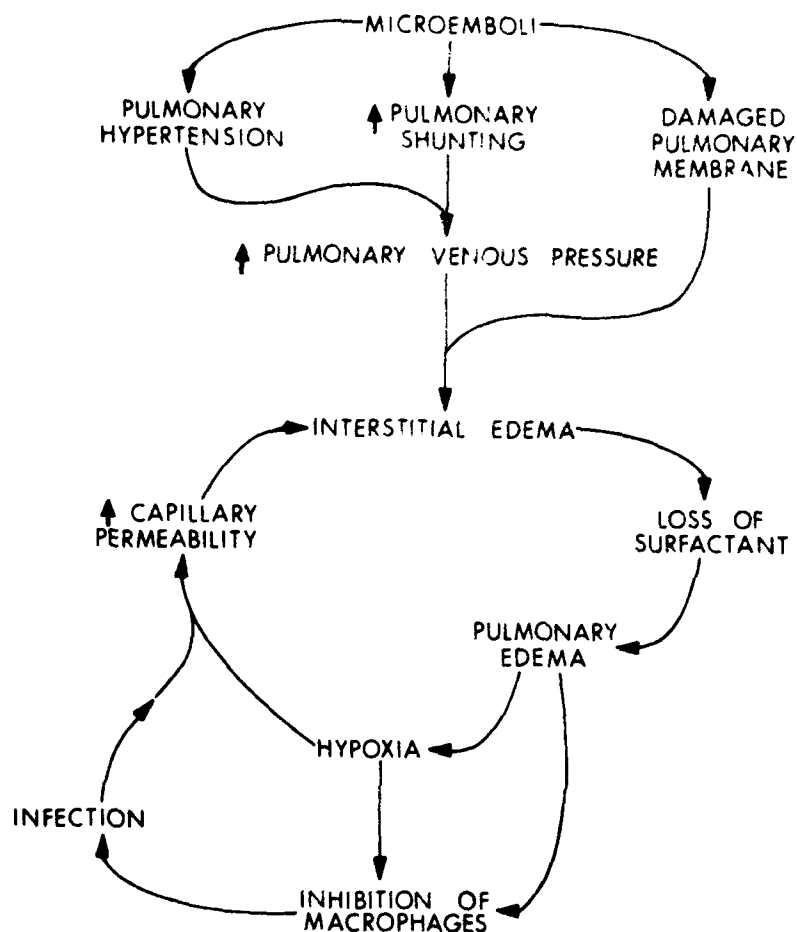 MICROEMBOLI
PULMONARY
HYPERTENSION
↑ PULMONARY
SHUNTING
DAMAGED
PULMONARY
MEMBRANE
↑ PULMONARY VENOUS PRESSURE
INTERSTITIAL EDEMA
↑ CAPILLARY
PERMEABILITY
LOSS OF
SURFACTANT
PULMONARY
EDEMA
HYPOXIA
INFECTION
INHIBITION OF
MACROPHAGES